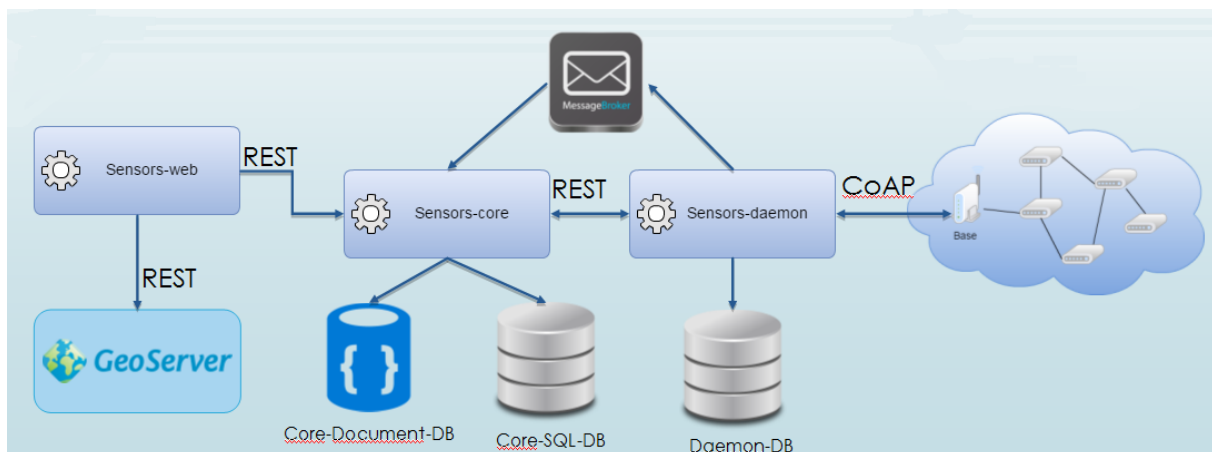 MessageBroker
Sensors-web
REST
Sensors-core
REST
Sensors-daemon
CoAP
Base
REST
GeoServer
Core-Document-DB
Core-SQL-DB
Daemon-DB